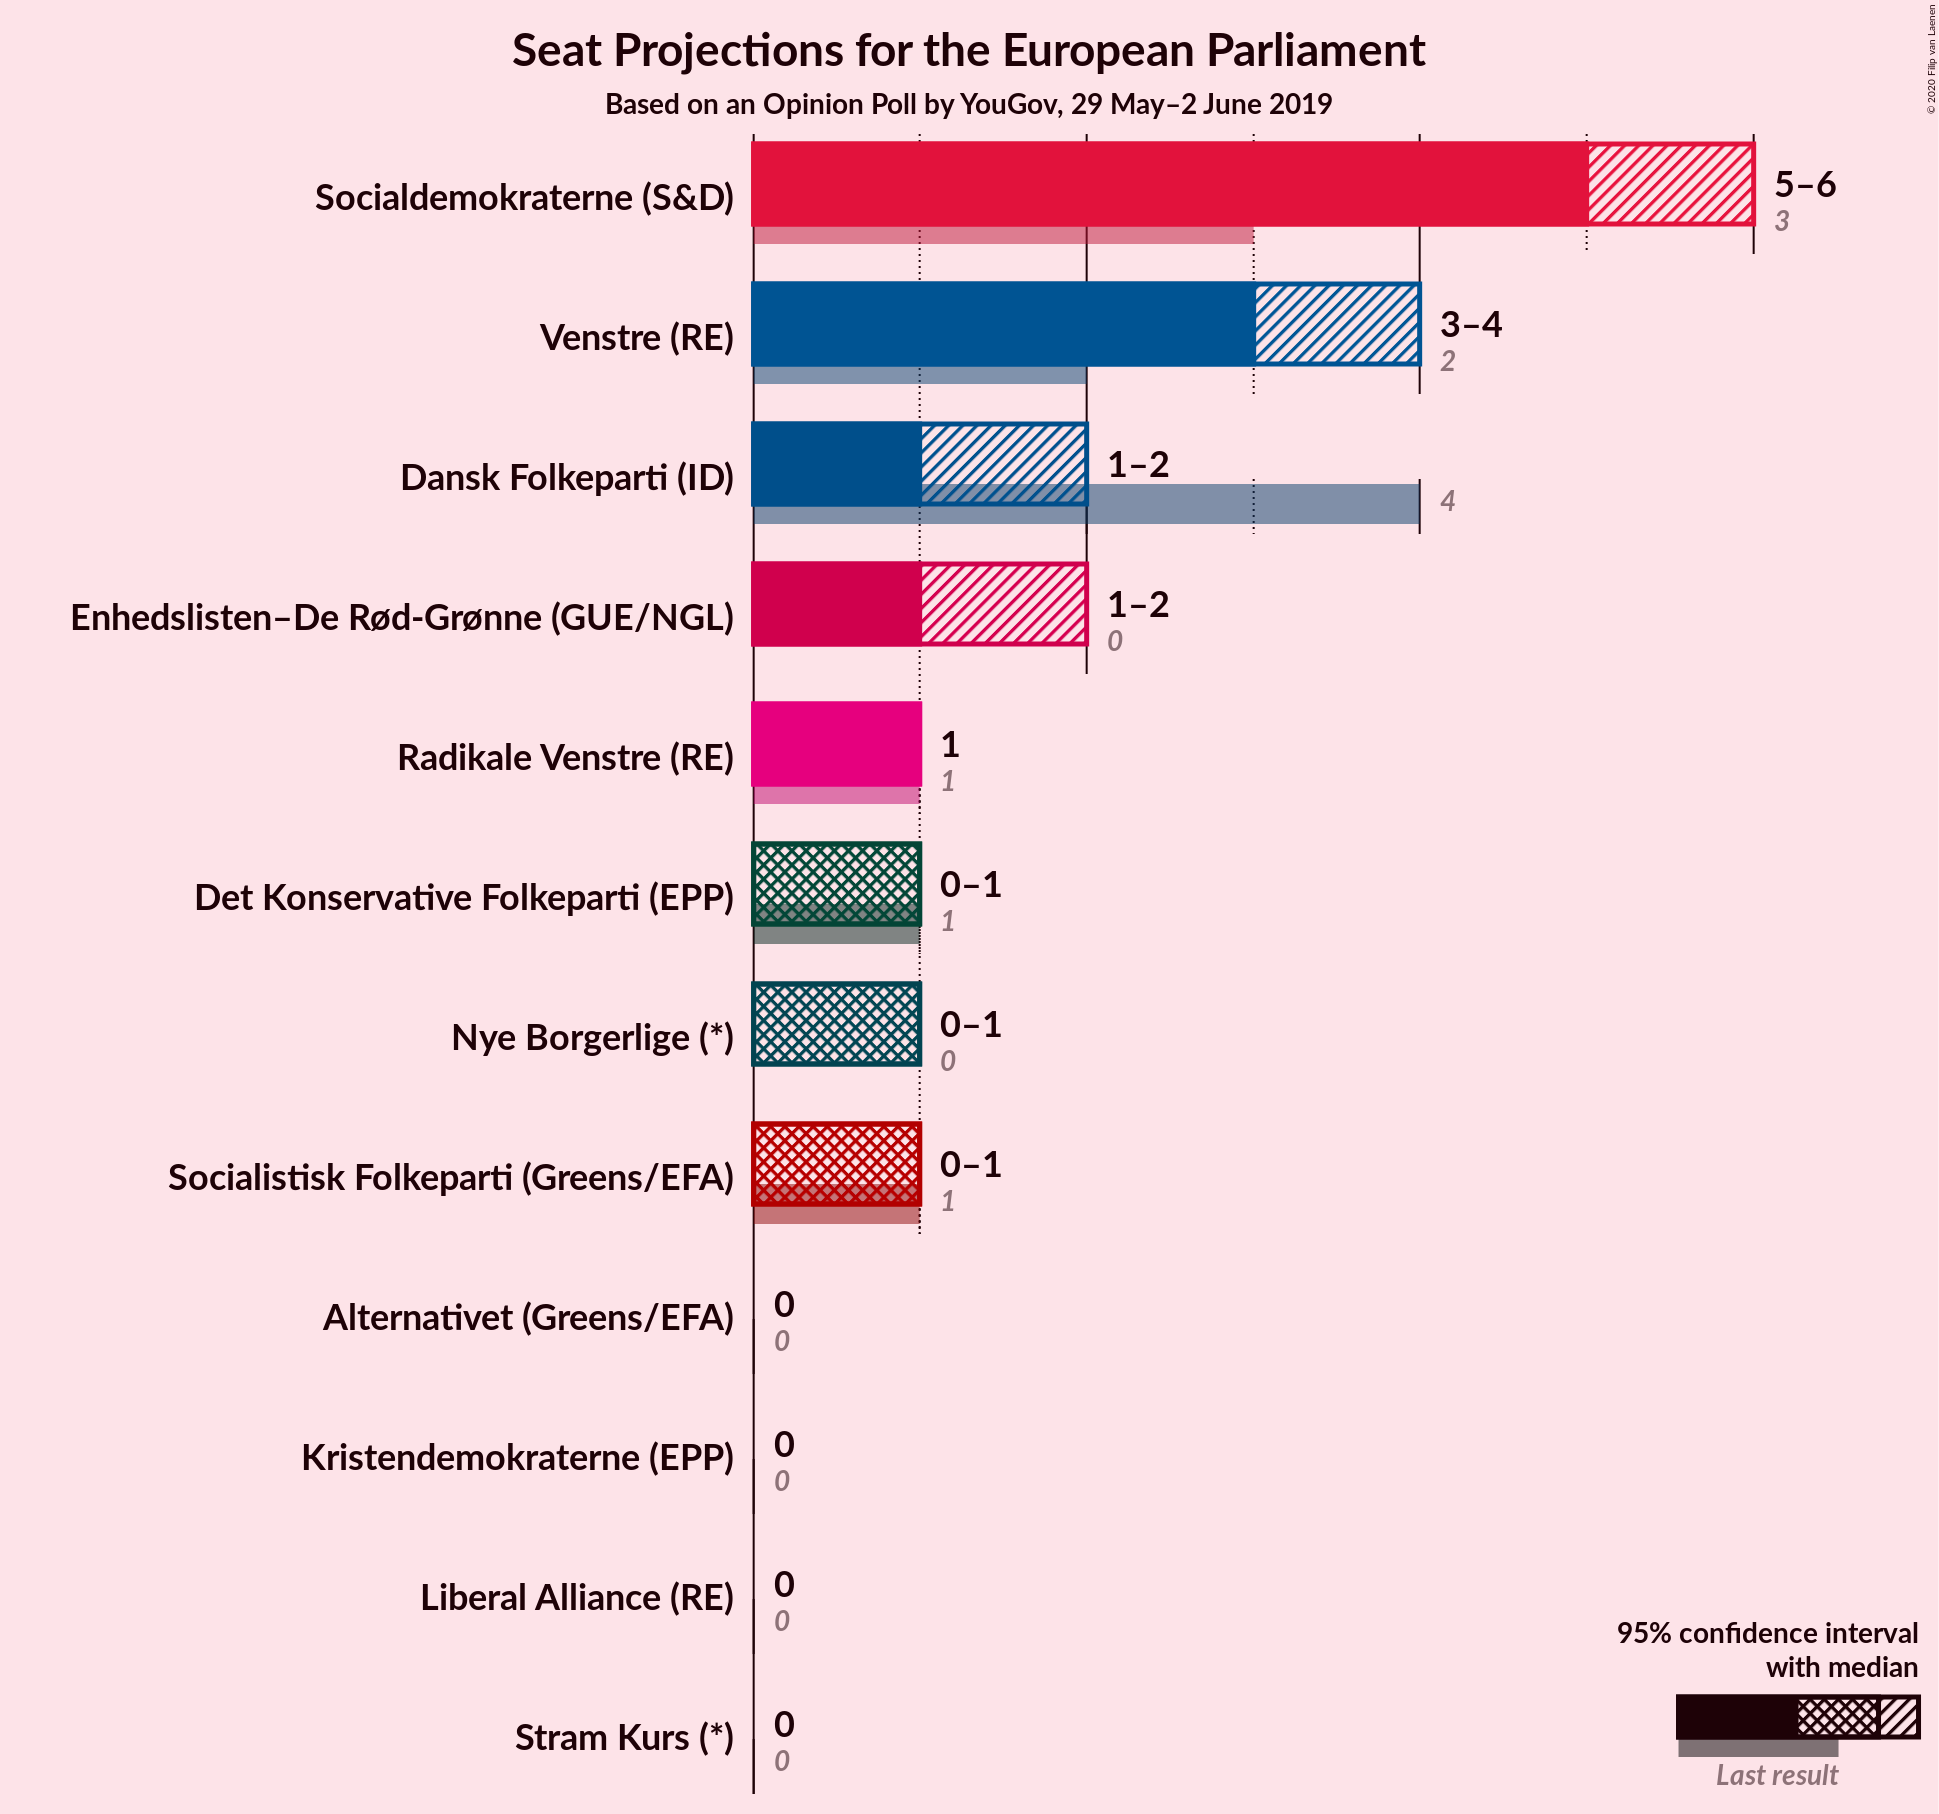 Seat Projections for the European Parliament
Based on an Opinion Poll by YouGov, 29 May–2 June 2019
© 2020 Filip van Laenen
Socialdemokraterne (S&D)
5–6
3
Venstre (RE)
3–4
2
Dansk Folkeparti (ID)
1–2
4
Enhedslisten–De Rød-Grønne (GUE/NGL)
1–2
0
Radikale Venstre (RE)
1
1
Det Konservative Folkeparti (EPP)
0–1
1
Nye Borgerlige (*)
0–1
0
Socialistisk Folkeparti (Greens/EFA)
0–1
1
Alternativet (Greens/EFA)
0
0
Kristendemokraterne (EPP)
0
0
Liberal Alliance (RE)
0
0
Stram Kurs (*)
0
0
95% confidence interval
with median
Last result